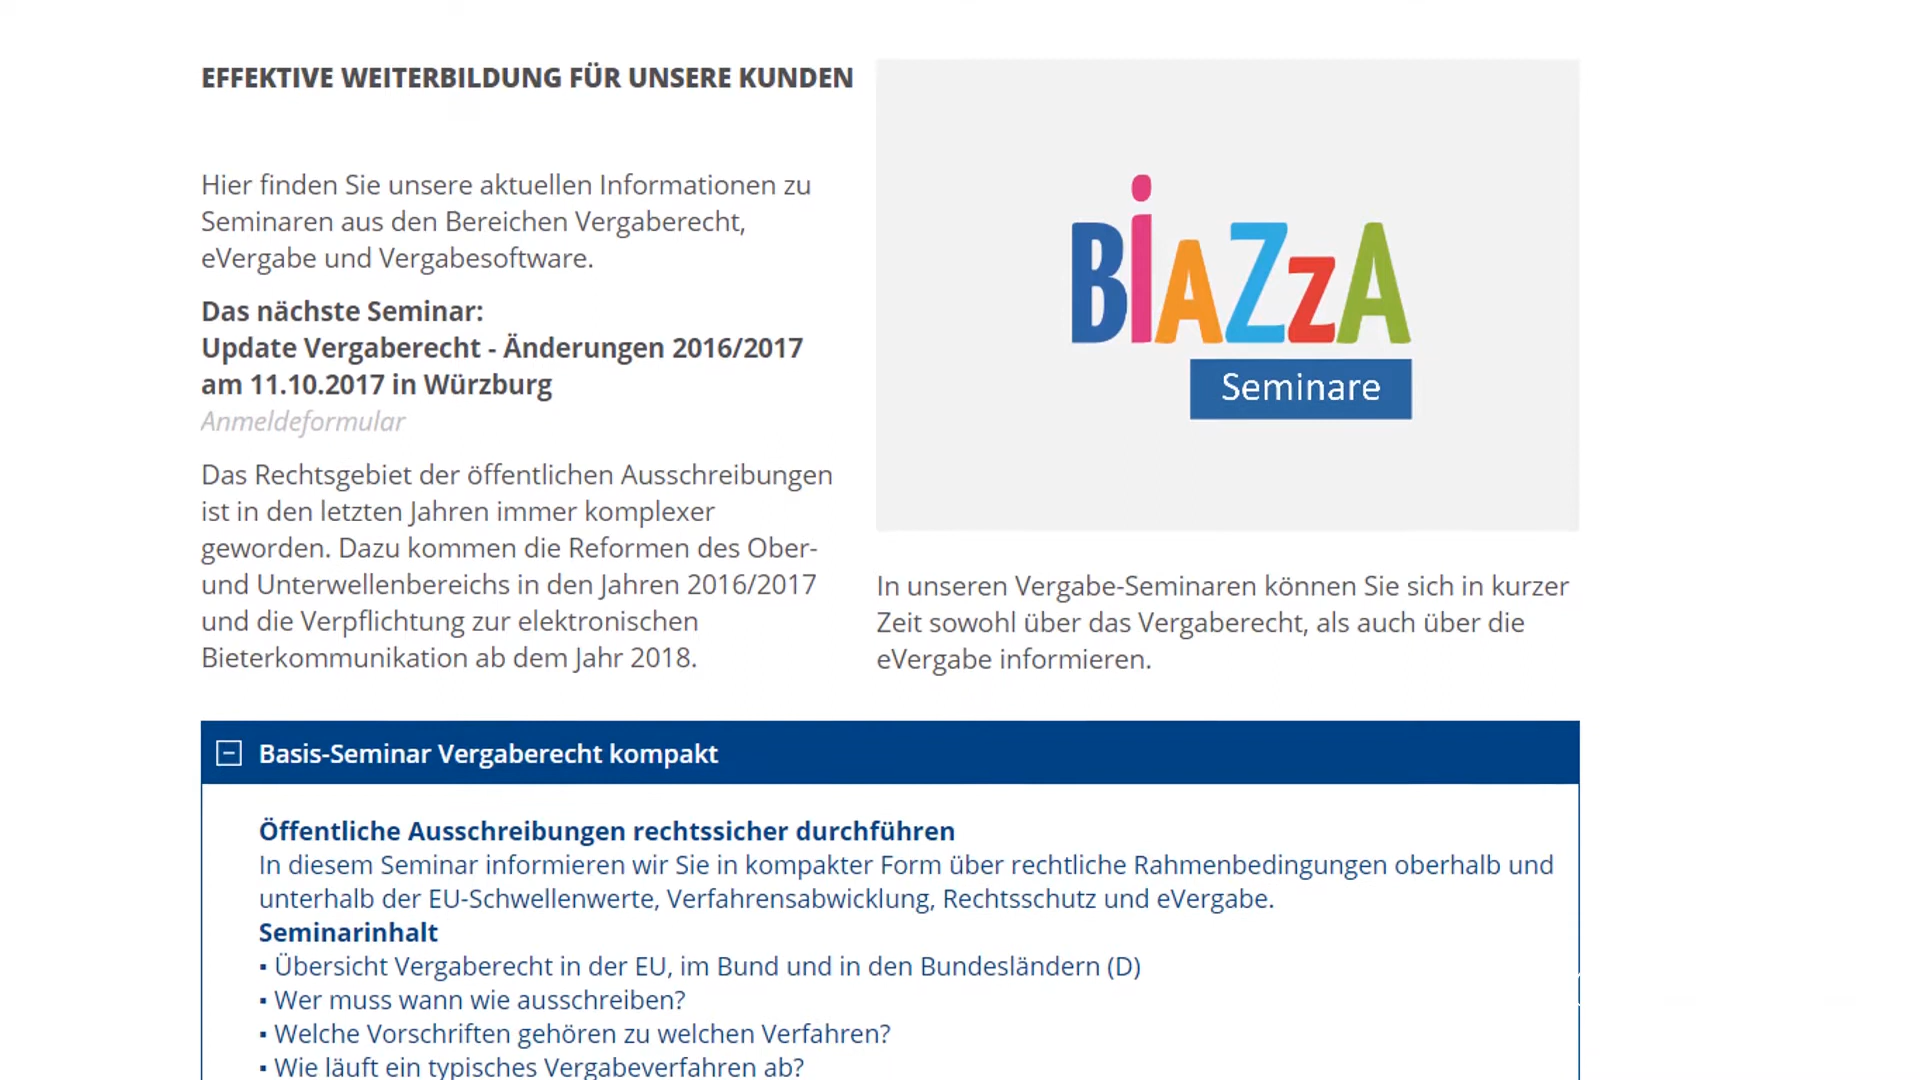 EFFEKTIVE WEITERBILDUNG FÜR UNSERE KUNDEN
Hier finden Sie unsere aktuellen Informationen zu
Seminaren aus den Bereichen Vergaberecht,
eVergabe und Vergabesoftware.
Das nächste Seminar:
Update Vergaberecht - Änderungen 2016/2017
am 11.10.2017 in Würzburg
Anmeldeformular
Das Rechtsgebiet der öffentlichen Ausschreibungen
ist in den letzten Jahren immer komplexer
geworden. Dazu kommen die Reformen des Ober-
und Unterwellenbereichs in den Jahren 2016/2017
und die Verpflichtung zur elektronischen
Bieterkommunikation ab dem Jahr 2018.
BiAZzA
Seminare
In unseren Vergabe-Seminaren können Sie sich in kurzer
Zeit sowohl über das Vergaberecht, als auch über die
eVergabe informieren.
Basis-Seminar Vergaberecht kompakt
Öffentliche Ausschreibungen rechtssicher durchführen
In diesem Seminar informieren wir Sie in kompakter Form über rechtliche Rahmenbedingungen oberhalb und
unterhalb der EU-Schwellenwerte, Verfahrensabwicklung, Rechtsschutz und eVergabe.
Seminarinhalt
▪ Übersicht Vergaberecht in der EU, im Bund und in den Bundesländern (D)
▪ Wer muss wann wie ausschreiben?
▪ Welche Vorschriften gehören zu welchen Verfahren?
▪ Wie läuft ein typisches Vergabeverfahren ab?